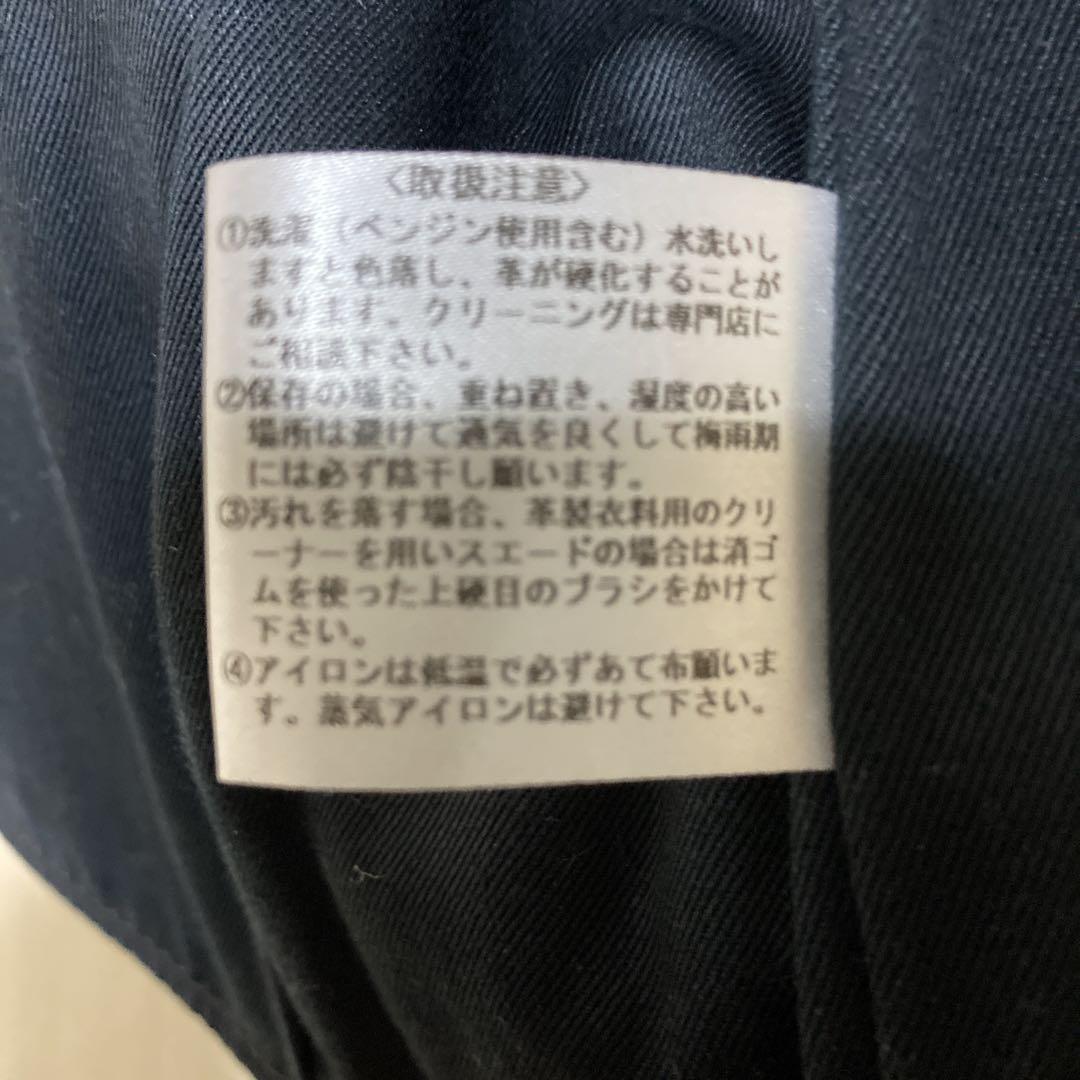 〈取扱注意〉
①洗濯（ベンジン使用含む）水洗いし
ますと色落し、革が硬化することが
あります。クリーニングは専門店に
ご相談下さい。
②保存の場合、重ね置き、湿度の高い
場所は避けて通気を良くして梅雨期
には必ず陰干し願います。
③汚れを落す場合、革製衣料用のクリ
ーナーを用いスエードの場合は消ゴ
ムを使った上硬目のブラシをかけて
下さい。
④アイロンは低温で必ずあて布願いま
す。蒸気アイロンは避けて下さい。